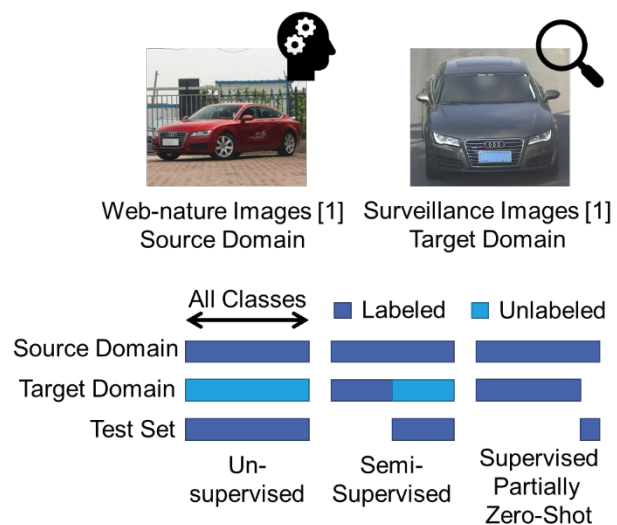 Web-nature Images [1]
Source Domain
Surveillance Images [1]
Target Domain
All Classes
Labeled
Unlabeled
Source Domain
Target Domain
Test Set
Un-
supervised
Semi-
Supervised
Supervised
Partially
Zero-Shot